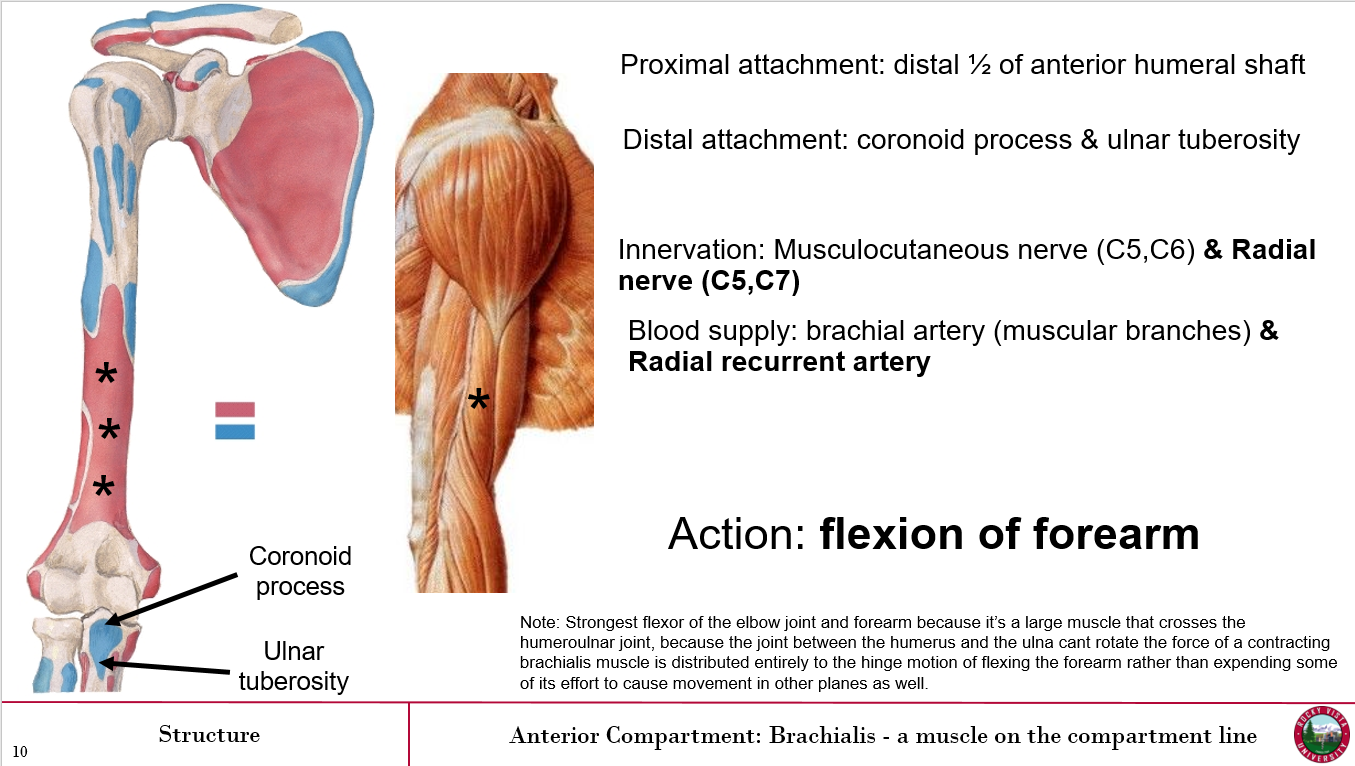 Proximal attachment: distal ½ of anterior humeral shaft
Distal attachment: coronoid process & ulnar tuberosity
Innervation: Musculocutaneous nerve (C5,C6) & Radial
nerve (C5,C7)
Blood supply: brachial artery (muscular branches) &
Radial recurrent artery
*
*
*
*
Action: flexion of forearm
Coronoid
process
Ulnar
tuberosity
Note: Strongest flexor of the elbow joint and forearm because it’s a large muscle that crosses the
humeroulnar joint, because the joint between the humerus and the ulna cant rotate the force of a contracting
brachialis muscle is distributed entirely to the hinge motion of flexing the forearm rather than expending some
of its effort to cause movement in other planes as well.
10
Structure
Anterior Compartment: Brachialis - a muscle on the compartment line
ROCKY VISTA
UNIVERSITY